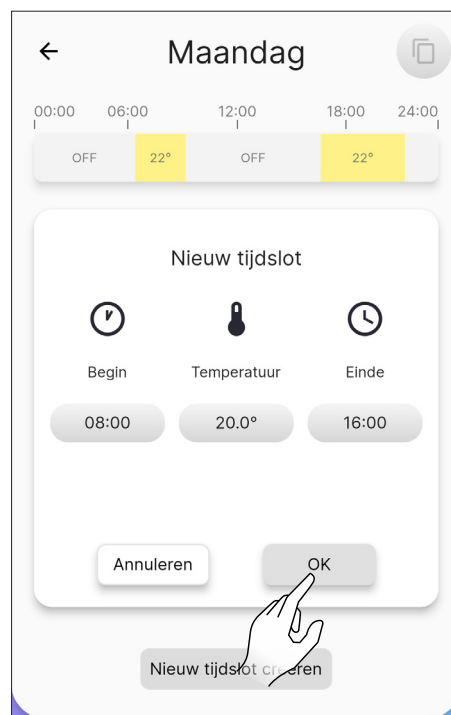 Maandag
00:00 06:00 12:00 18:00 24:00
OFF 22° OFF 22°
Nieuw tijdslot
Begin Temperatuur Einde
08:00 20.0° 16:00
Annuleren OK
Nieuw tijdslot creëren